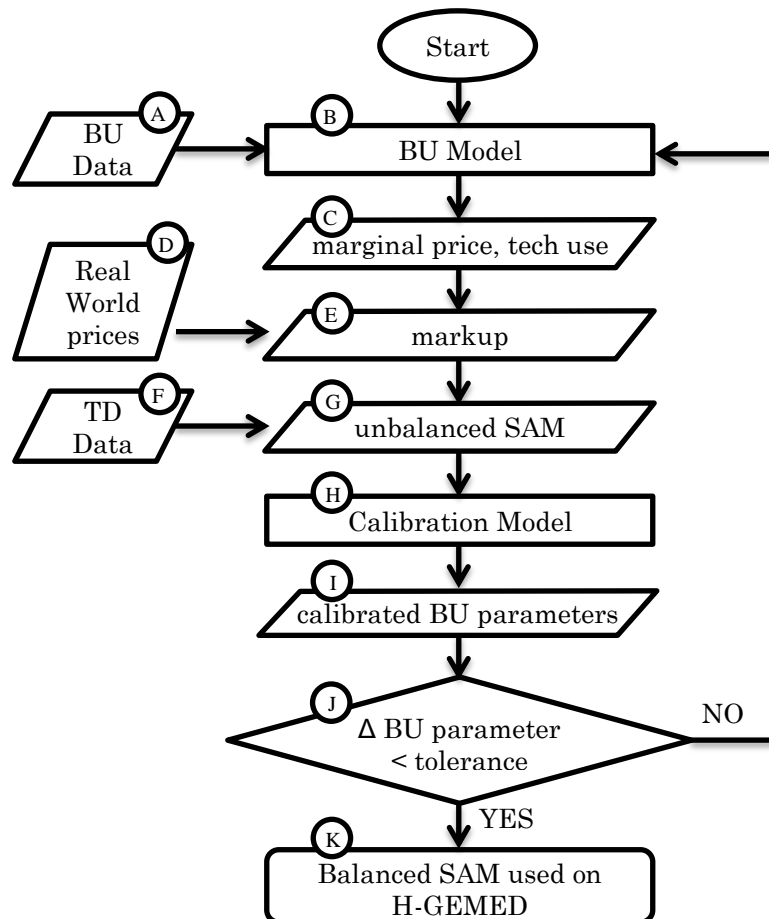 Start
A
BU
Data
B
BU Model
C
marginal price, tech use
D
Real
World
prices
E
markup
F
TD
Data
G
unbalanced SAM
H
Calibration Model
I
calibrated BU parameters
J
Δ BU parameter
< tolerance
NO
YES
K
Balanced SAM used on
H-GEMED